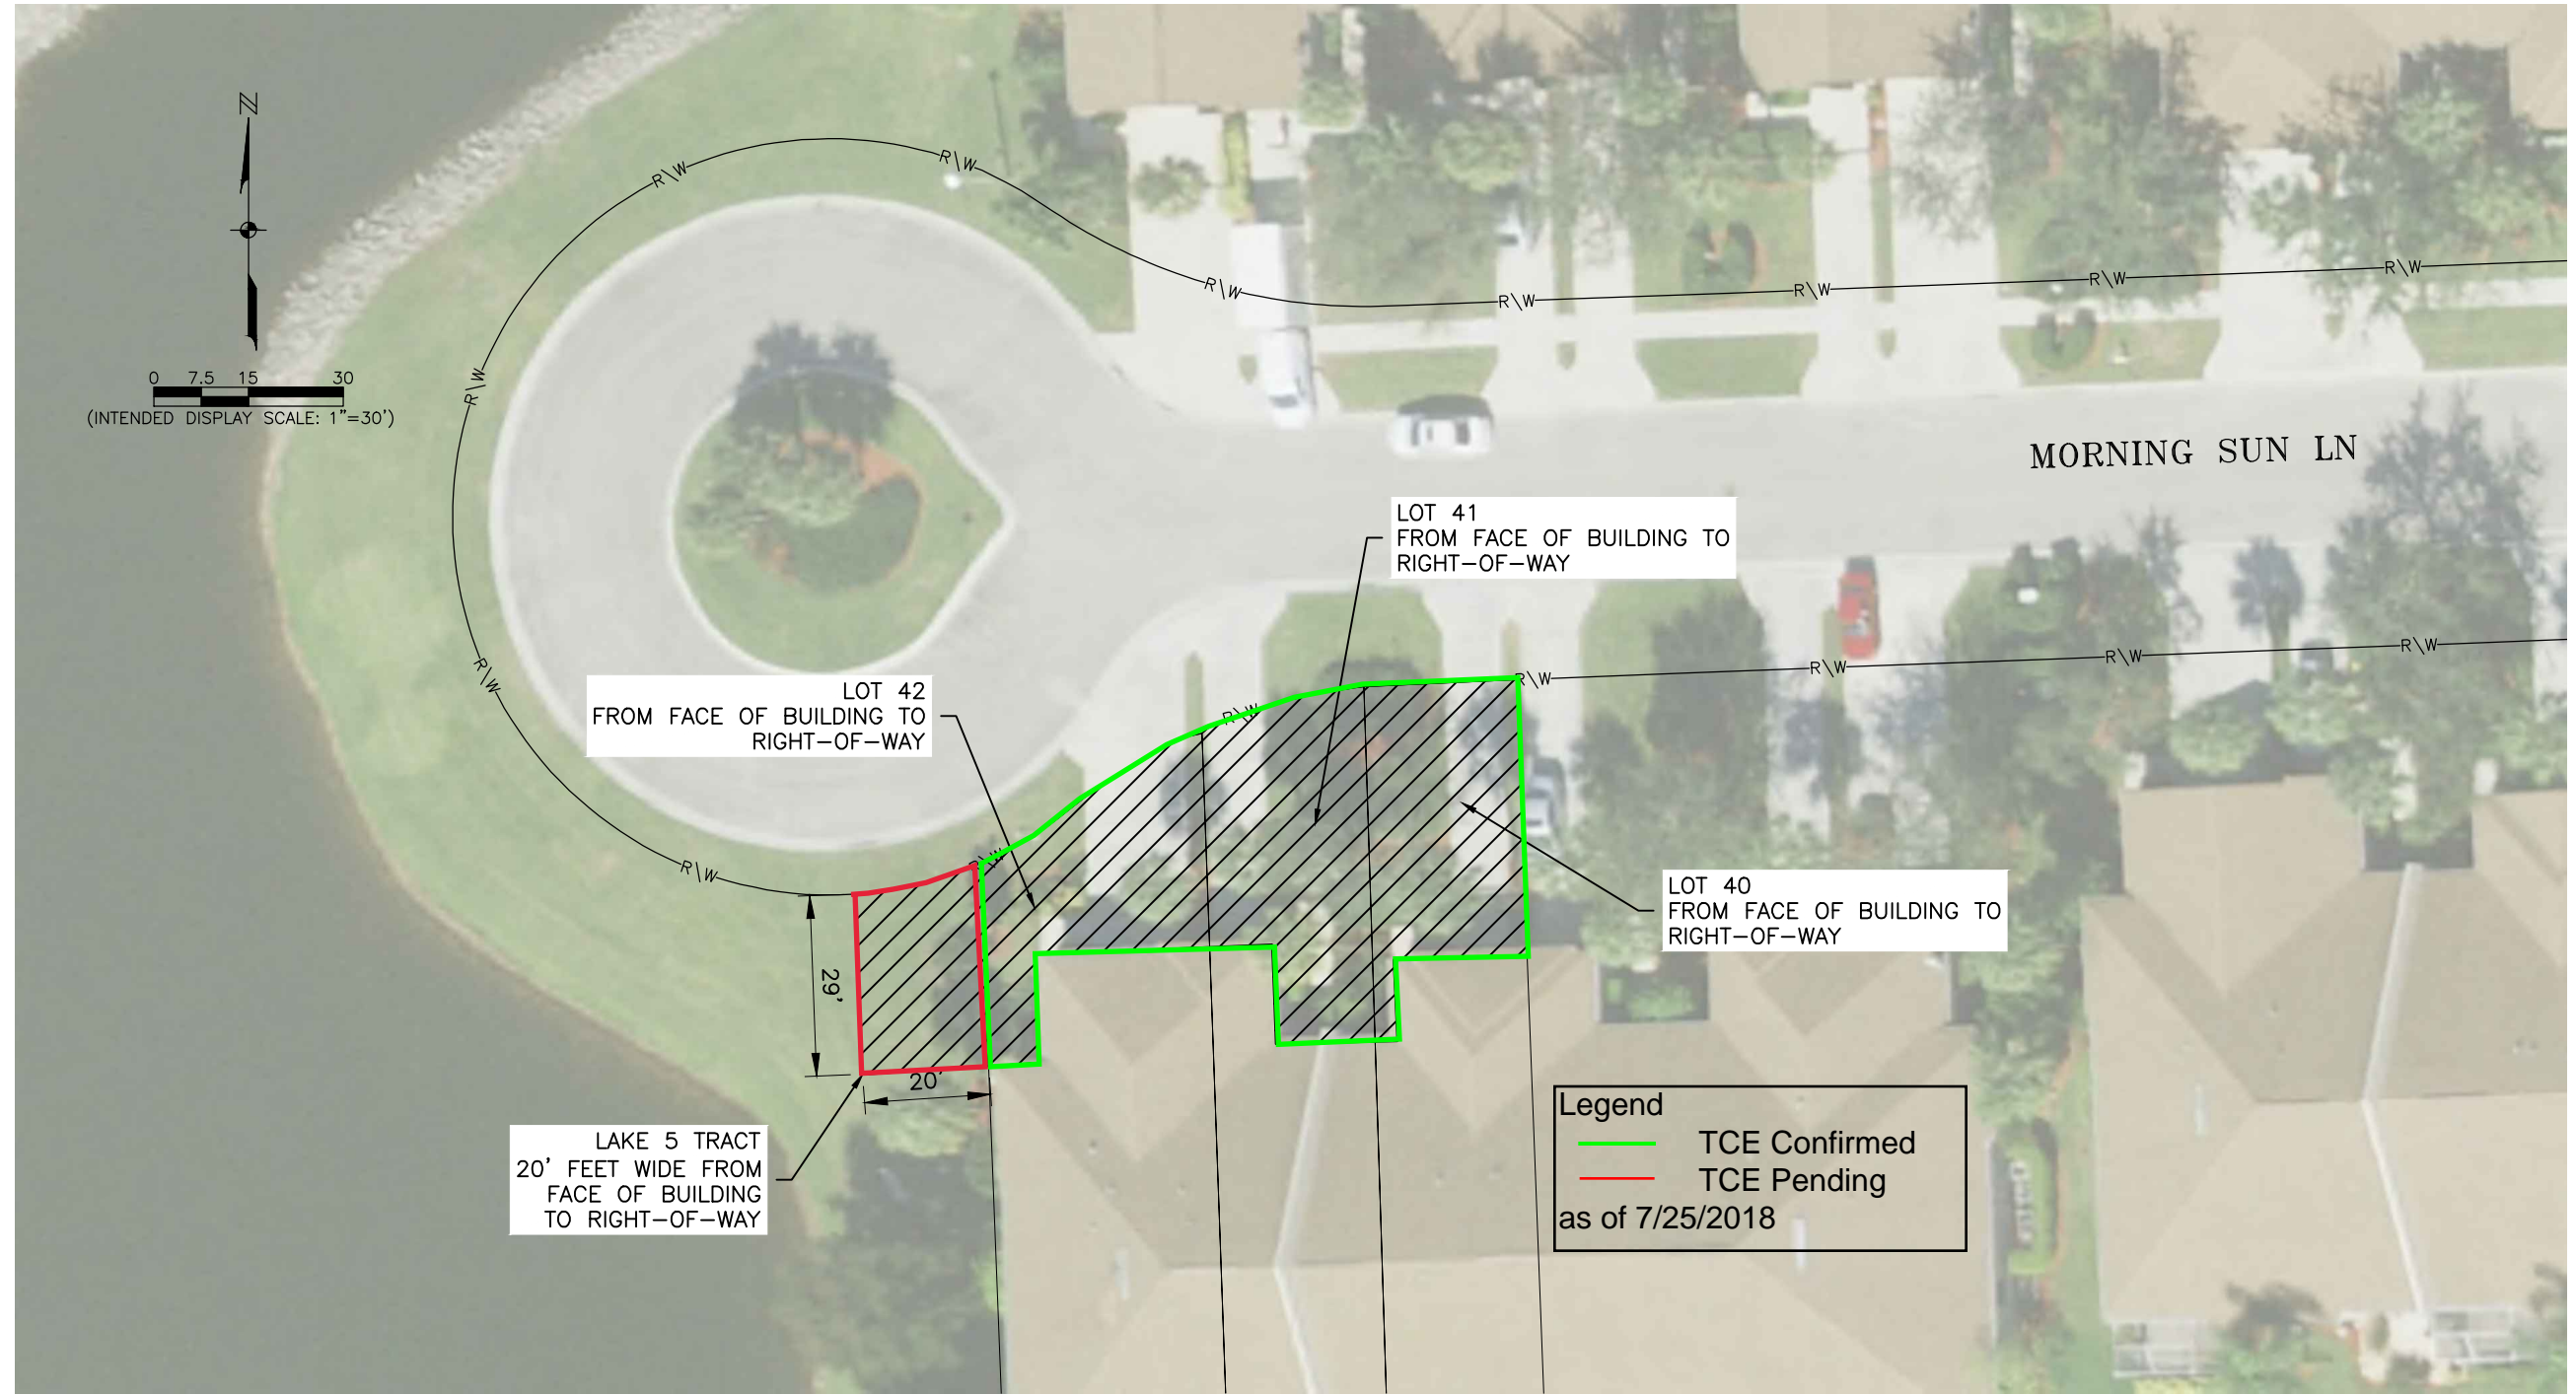 N
R\W
R\W
R\W
R\W
R\W
R\W
R\W
R\W
0 7.5 15 30
(INTENDED DISPLAY SCALE: 1"=30')
R\W
MORNING SUN LN
LOT 41
FROM FACE OF BUILDING TO
RIGHT-OF-WAY
R\W
R\W
R\W
R\W
R\W
LOT 42
FROM FACE OF BUILDING TO
RIGHT-OF-WAY
R\W
R\W
R\W
LOT 40
FROM FACE OF BUILDING TO
RIGHT-OF-WAY
29'
20'
LAKE 5 TRACT
20' FEET WIDE FROM
FACE OF BUILDING
TO RIGHT-OF-WAY
Legend
TCE Confirmed
TCE Pending
as of 7/25/2018